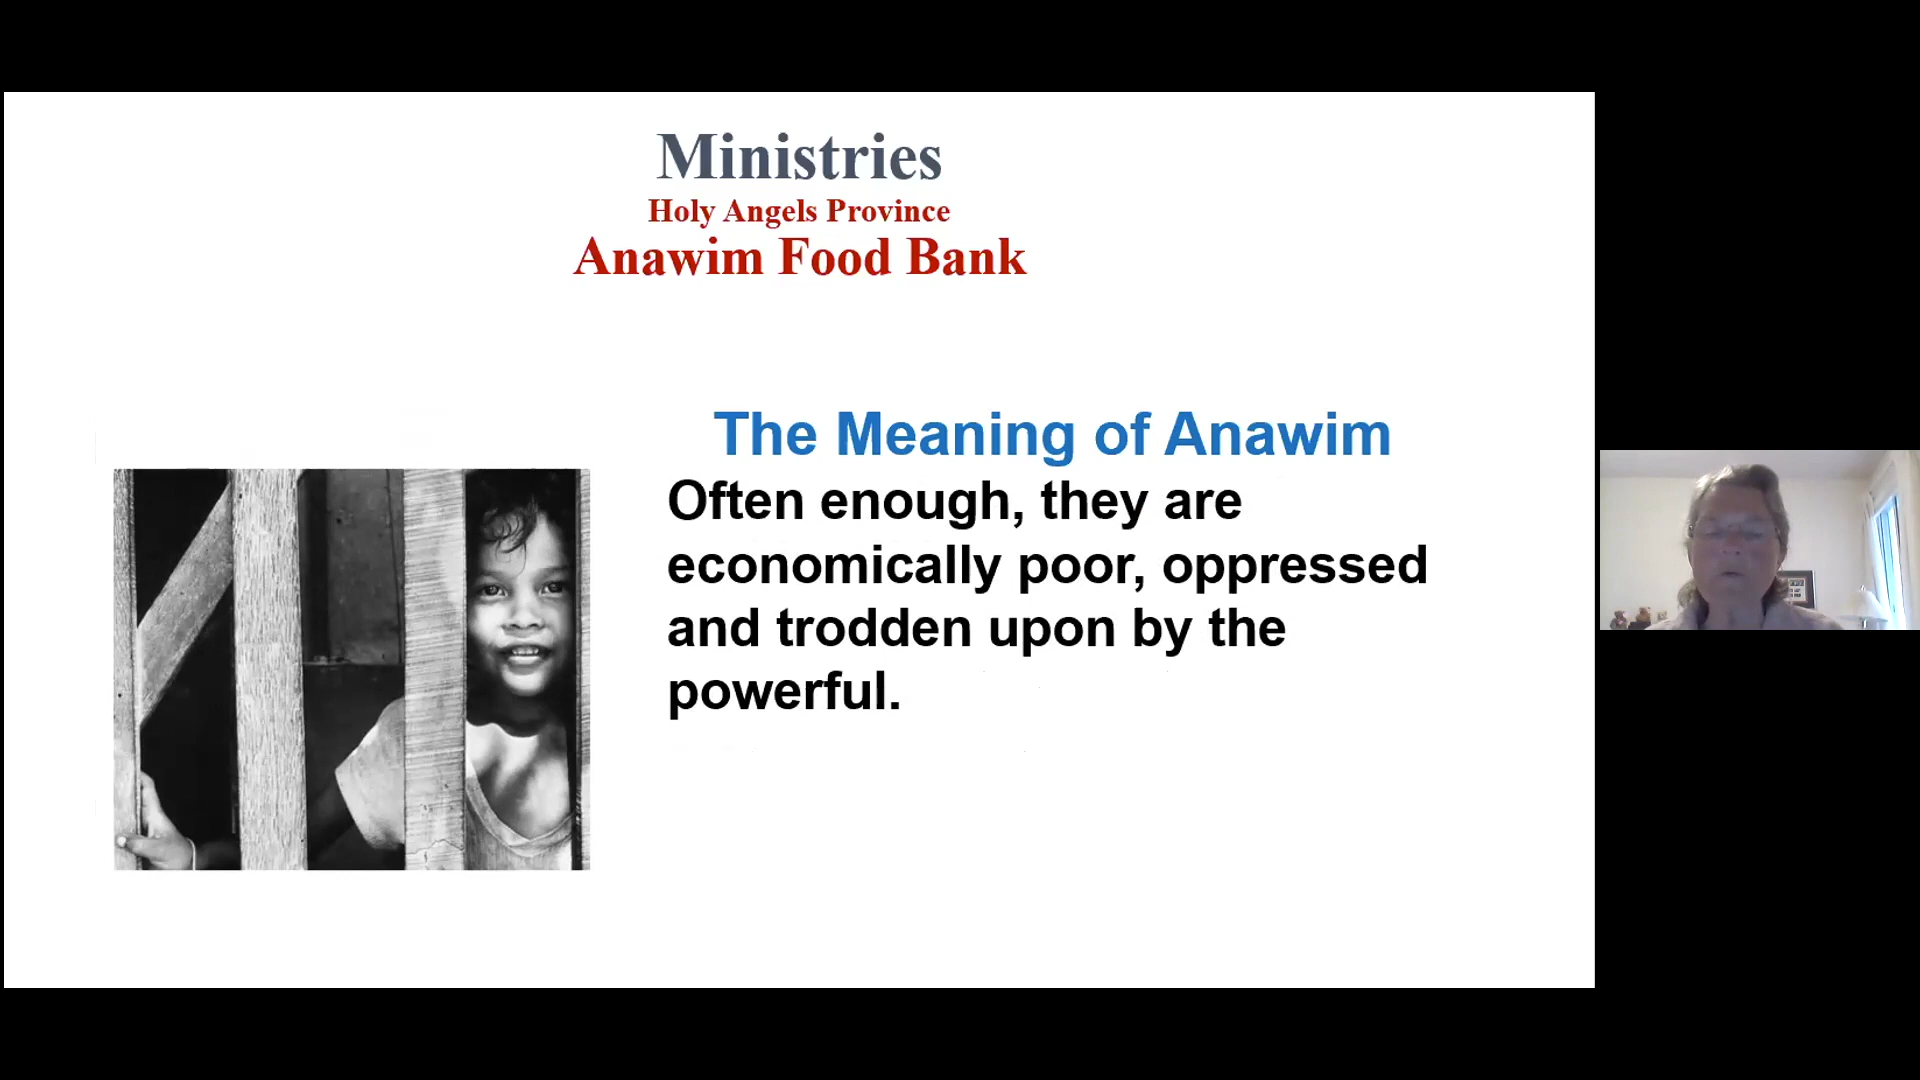 Ministries
Holy Angels Province
Anawim Food Bank
The Meaning of Anawim
Often enough, they are
economically poor, oppressed
and trodden upon by the
powerful.